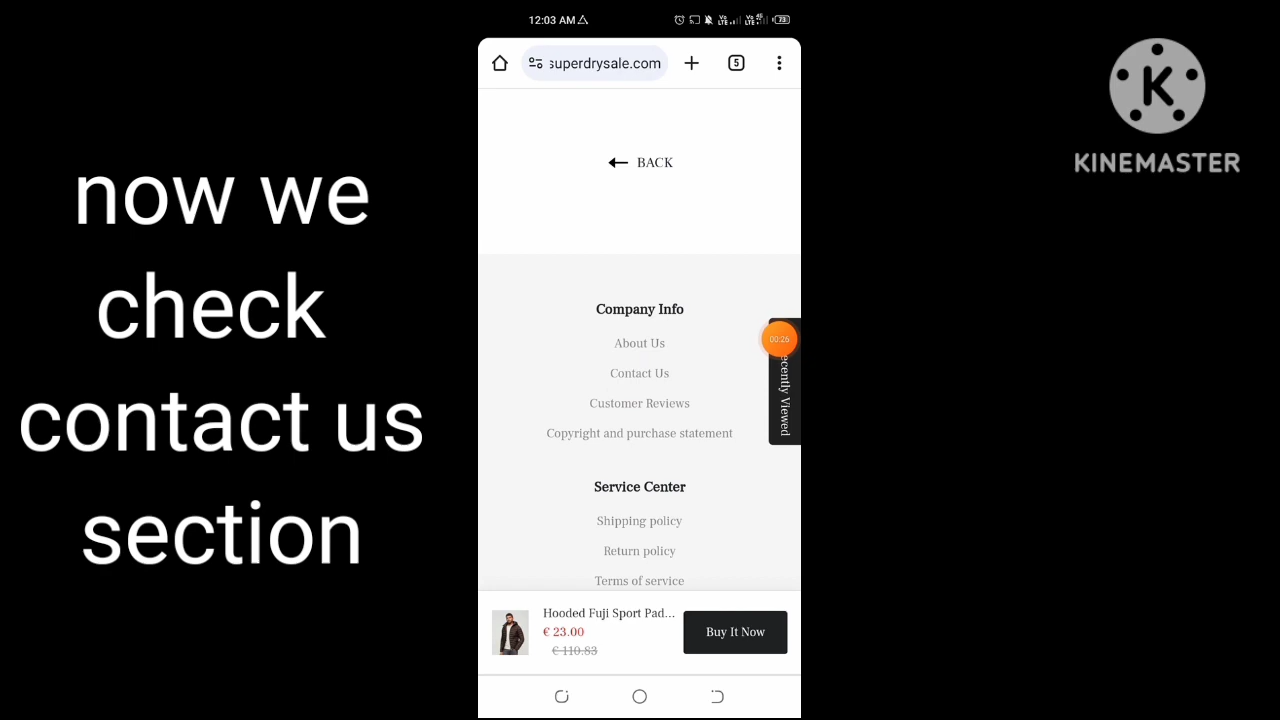 now we
check
contact us
section
12:03 AM
73
superdrysale.com
5
BACK
Company Info
About Us
Contact Us
Customer Reviews
Copyright and purchase statement
00:26
ecently Viewed
Service Center
Shipping policy
Return policy
Terms of service
Hooded Fuji Sport Pad...
€ 23.00
€ 110.83
Buy It Now
K
KINEMASTER